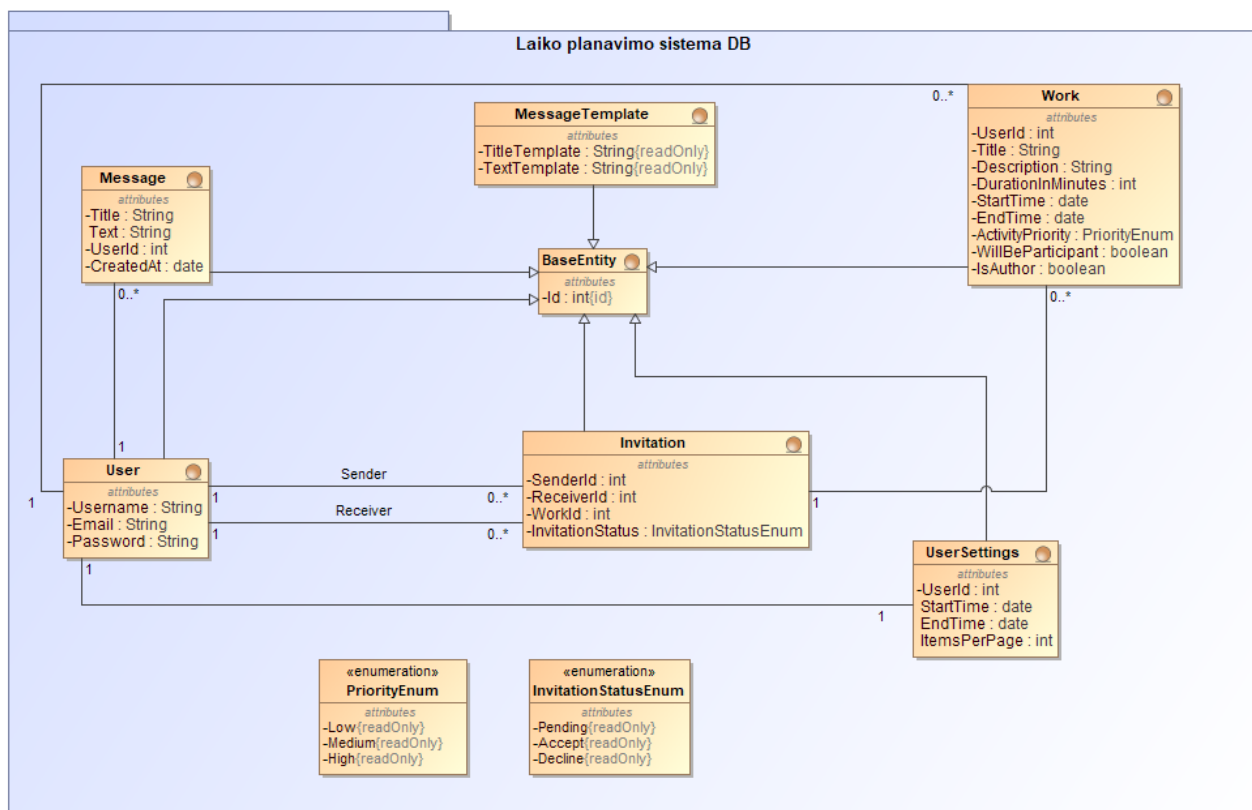 Laiko planavimo sistema DB
MessageTemplate
attributes
-TitleTemplate : String{readOnly}
-TextTemplate : String{readOnly}
0..*
Work
attributes
-UserId : int
-Title : String
-Description : String
-DurationInMinutes : int
-StartTime : date
-EndTime : date
-ActivityPriority : PriorityEnum
-WillBeParticipant : boolean
-IsAuthor : boolean
0..*
Message
attributes
-Title : String
Text : String
-UserId : int
-CreatedAt : date
0..*
BaseEntity
attributes
-Id : int{id}
1
User
attributes
-Username : String
-Email : String
-Password : String
1
1
Sender
0..*
1
Receiver
0..*
1
Invitation
attributes
-SenderId : int
-ReceiverId : int
-WorkId : int
-InvitationStatus : InvitationStatusEnum
1
UserSettings
attributes
-UserId : int
StartTime : date
EndTime : date
ItemsPerPage : int
1
«enumeration»
PriorityEnum
attributes
-Low{readOnly}
-Medium{readOnly}
-High{readOnly}
«enumeration»
InvitationStatusEnum
attributes
-Pending{readOnly}
-Accept{readOnly}
-Decline{readOnly}